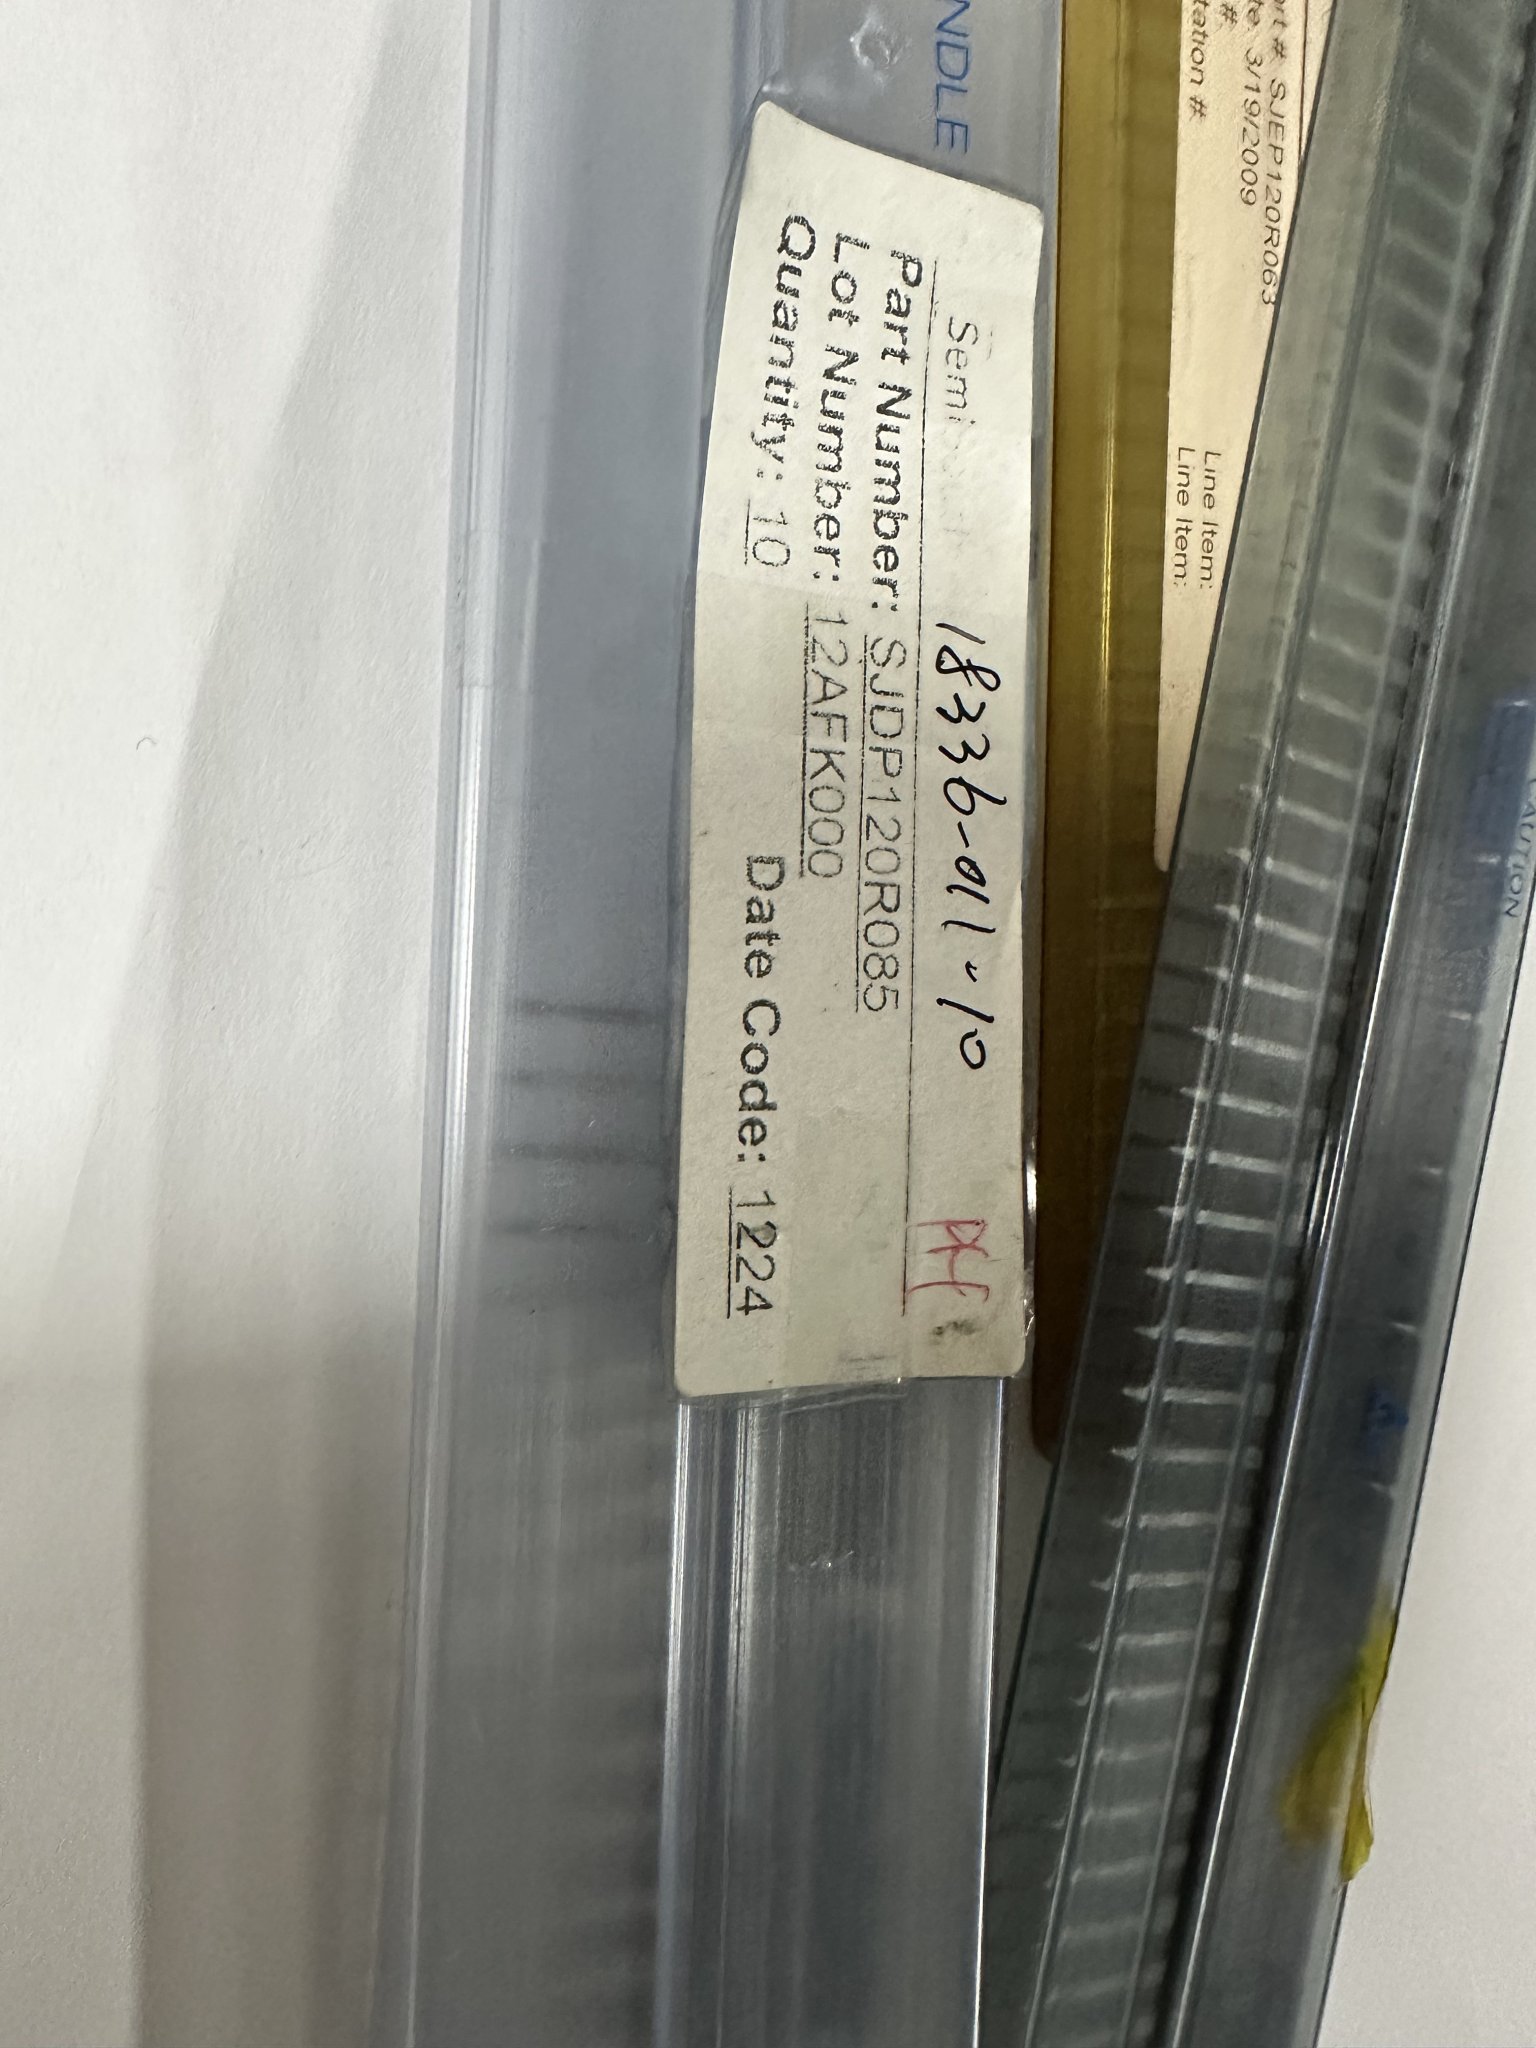 NDLE
Semi
18336-011-10
Part Number: SJDP120R085
Lot Number: 12AFK000
Quantity: 10
Date Code: 1224
# SJEP120R063
3/19/2009
#
#
Line Item:
Line Item:
CAUTION